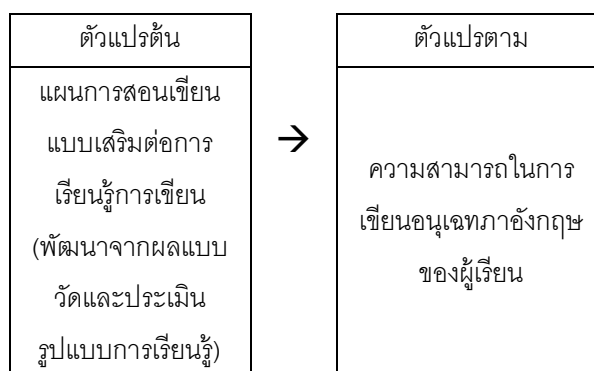 ตัวแปรต้น
แผนการสอนเขียน
แบบเสริมต่อการ
เรียนรู้การเขียน
(พัฒนาจากผลแบบ
วัดและประเมิน
รูปแบบการเรียนรู้)
→
ตัวแปรตาม
ความสามารถในการ
เขียนอนุเฉทภาอังกฤษ
ของผู้เรียน